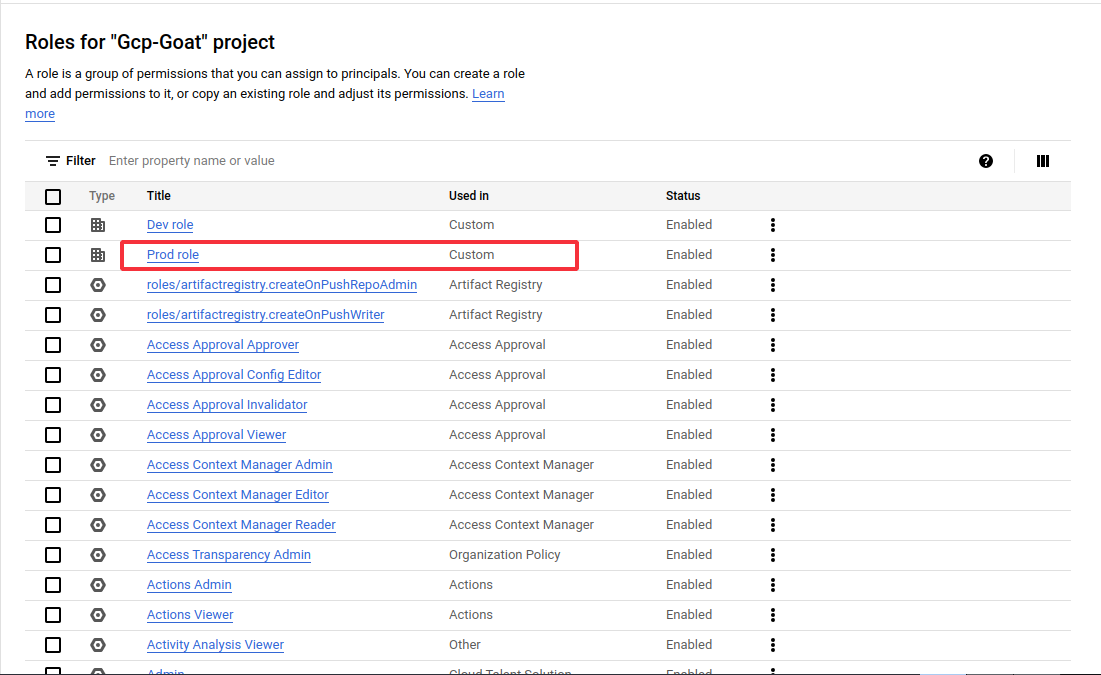 Roles for "Gcp-Goat" project
A role is a group of permissions that you can assign to principals. You can create a role
and add permissions to it, or copy an existing role and adjust its permissions. Learn
more
Filter Enter property name or value
Type Title Used in Status
Dev role Custom Enabled
Prod role Custom Enabled
roles/artifactregistry.createOnPushRepoAdmin Artifact Registry Enabled
roles/artifactregistry.createOnPushWriter Artifact Registry Enabled
Access Approval Approver Access Approval Enabled
Access Approval Config Editor Access Approval Enabled
Access Approval Invalidator Access Approval Enabled
Access Approval Viewer Access Approval Enabled
Access Context Manager Admin Access Context Manager Enabled
Access Context Manager Editor Access Context Manager Enabled
Access Context Manager Reader Access Context Manager Enabled
Access Transparency Admin Organization Policy Enabled
Actions Admin Actions Enabled
Actions Viewer Actions Enabled
Activity Analysis Viewer Other Enabled
Admin Cloud Talent Solution Enabled